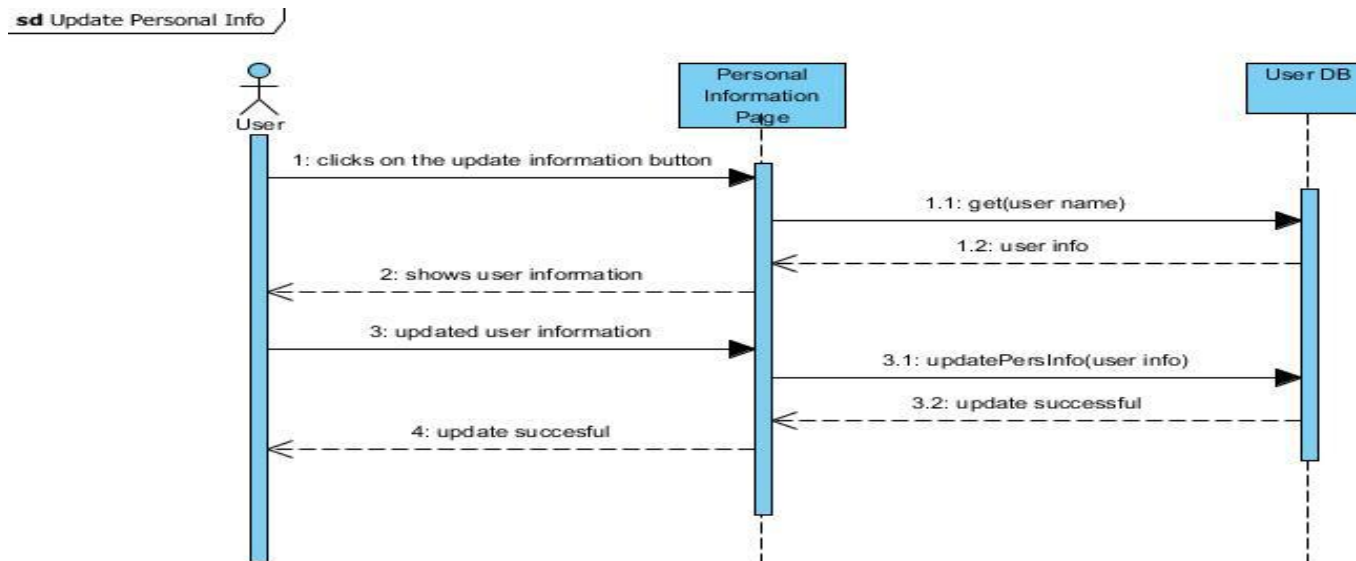 sd Update Personal Info
User
Personal
Information
Page
User DB
1: clicks on the update information button
1.1: get(user name)
1.2: user info
2: shows user information
3: updated user information
3.1: updatePersInfo(user info)
3.2: update successful
4: update succesful